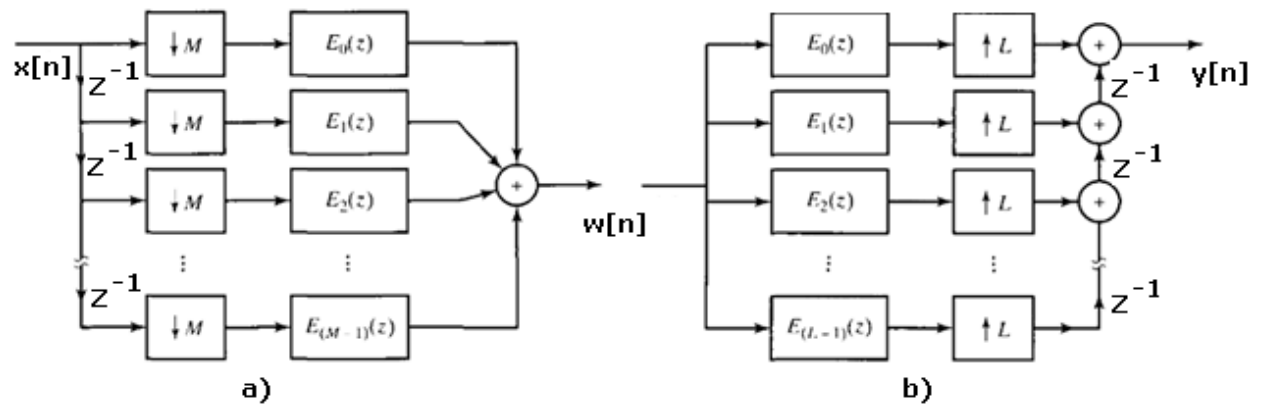 x[n]
↓ M
E₀(z)
z⁻¹
↓ M
E₁(z)
z⁻¹
↓ M
E₂(z)
⋮
⋮
z⁻¹
↓ M
E₍M−1₎(z)
+
w[n]
a)
E₀(z)
↑ L
+
y[n]
z⁻¹
E₁(z)
↑ L
+
z⁻¹
E₂(z)
↑ L
+
⋮
⋮
z⁻¹
E₍L−1₎(z)
↑ L
b)